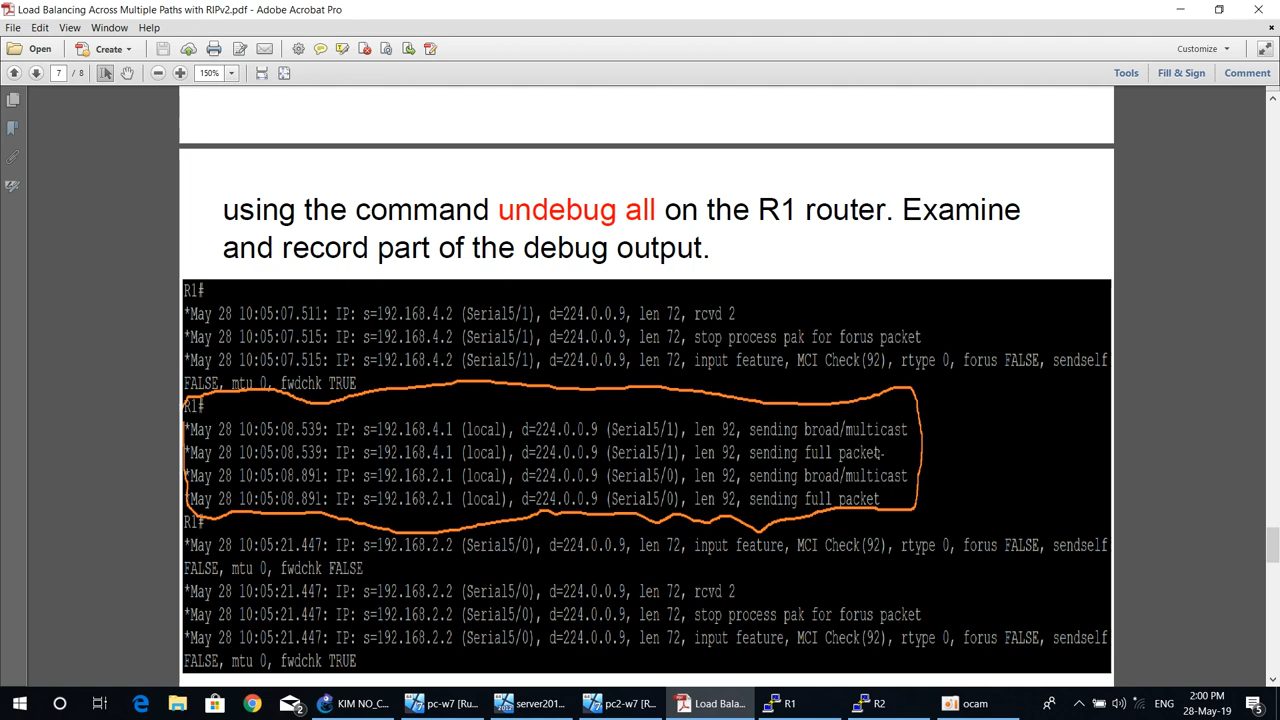 Load Balancing Across Multiple Paths with RIPv2.pdf - Adobe Acrobat Pro
File Edit View Window Help
Open Create Customize
7 / 8 150% Tools Fill & Sign Comment
using the command undebug all on the R1 router. Examine
and record part of the debug output.
R1#
*May 28 10:05:07.511: IP: s=192.168.4.2 (Serial5/1), d=224.0.0.9, len 72, rcvd 2
*May 28 10:05:07.515: IP: s=192.168.4.2 (Serial5/1), d=224.0.0.9, len 72, stop process pak for forus packet
*May 28 10:05:07.515: IP: s=192.168.4.2 (Serial5/1), d=224.0.0.9, len 72, input feature, MCI Check(92), rtype 0, forus FALSE, sendself
FALSE, mtu 0, fwdchk TRUE
R1#
*May 28 10:05:08.539: IP: s=192.168.4.1 (local), d=224.0.0.9 (Serial5/1), len 92, sending broad/multicast
*May 28 10:05:08.539: IP: s=192.168.4.1 (local), d=224.0.0.9 (Serial5/1), len 92, sending full packet
*May 28 10:05:08.891: IP: s=192.168.2.1 (local), d=224.0.0.9 (Serial5/0), len 92, sending broad/multicast
*May 28 10:05:08.891: IP: s=192.168.2.1 (local), d=224.0.0.9 (Serial5/0), len 92, sending full packet
R1#
*May 28 10:05:21.447: IP: s=192.168.2.2 (Serial5/0), d=224.0.0.9, len 72, input feature, MCI Check(92), rtype 0, forus FALSE, sendself
FALSE, mtu 0, fwdchk FALSE
*May 28 10:05:21.447: IP: s=192.168.2.2 (Serial5/0), d=224.0.0.9, len 72, rcvd 2
*May 28 10:05:21.447: IP: s=192.168.2.2 (Serial5/0), d=224.0.0.9, len 72, stop process pak for forus packet
*May 28 10:05:21.447: IP: s=192.168.2.2 (Serial5/0), d=224.0.0.9, len 72, input feature, MCI Check(92), rtype 0, forus FALSE, sendself
FALSE, mtu 0, fwdchk TRUE
2 KIM NO_C... pc-w7 [Ru... server201... pc2-w7 [R... Load Bala... R1 R2 ocam ENG 2:00 PM
28-May-19 5